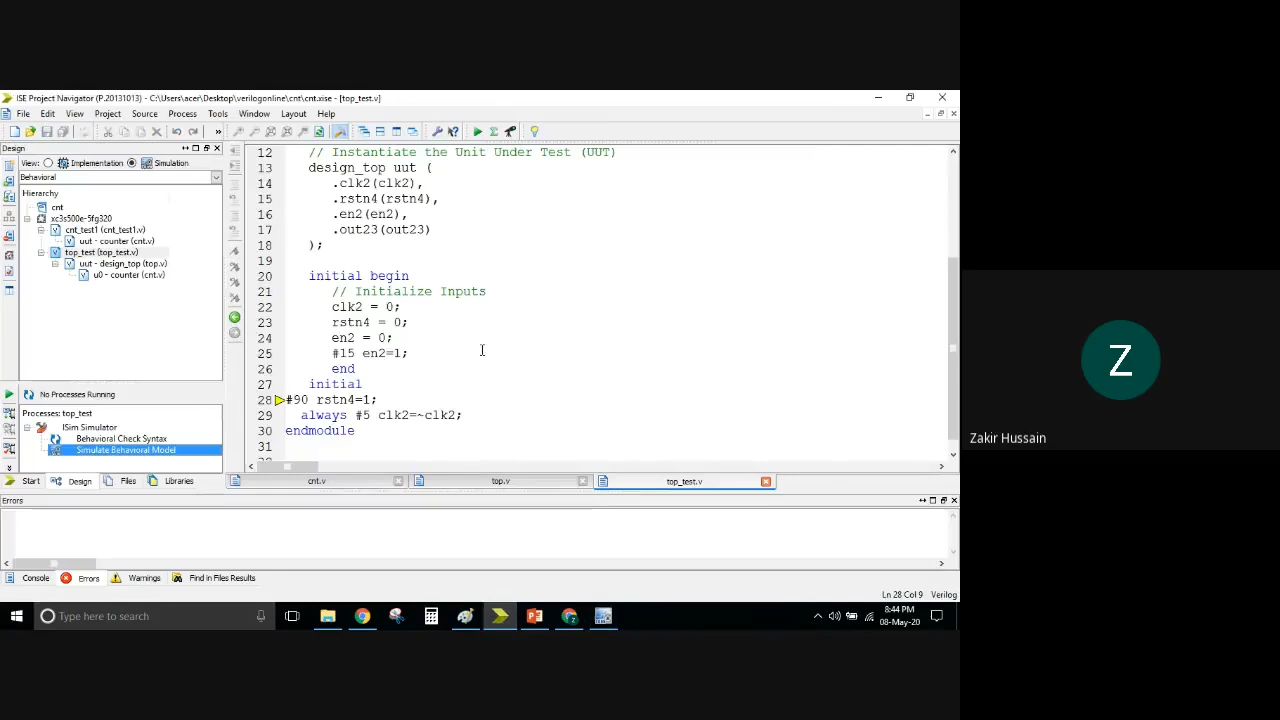 ISE Project Navigator (P.20131013) - C:\Users\acer\Desktop\verilogonline\cnt\cnt.xise - [top_test.v]
File Edit View Project Source Process Tools Window Layout Help
Design
View: Implementation Simulation
Behavioral
Hierarchy
cnt
xc3s500e-5fg320
cnt_test1 (cnt_test1.v)
uut - counter (cnt.v)
top_test (top_test.v)
uut - design_top (top.v)
u0 - counter (cnt.v)
No Processes Running
Processes: top_test
ISim Simulator
Behavioral Check Syntax
Simulate Behavioral Model
Start Design Files Libraries
12 // Instantiate the Unit Under Test (UUT)
13 design_top uut (
14 .clk2(clk2),
15 .rstn4(rstn4),
16 .en2(en2),
17 .out23(out23)
18 );
19
20 initial begin
21 // Initialize Inputs
22 clk2 = 0;
23 rstn4 = 0;
24 en2 = 0;
25 #15 en2=1;
26 end
27 initial
28 #90 rstn4=1;
29 always #5 clk2=~clk2;
30 endmodule
31
cnt.v top.v top_test.v
Errors
Console Errors Warnings Find in Files Results
Ln 28 Col 9 Verilog
Type here to search
8:44 PM
08-May-20
Z
Zakir Hussain